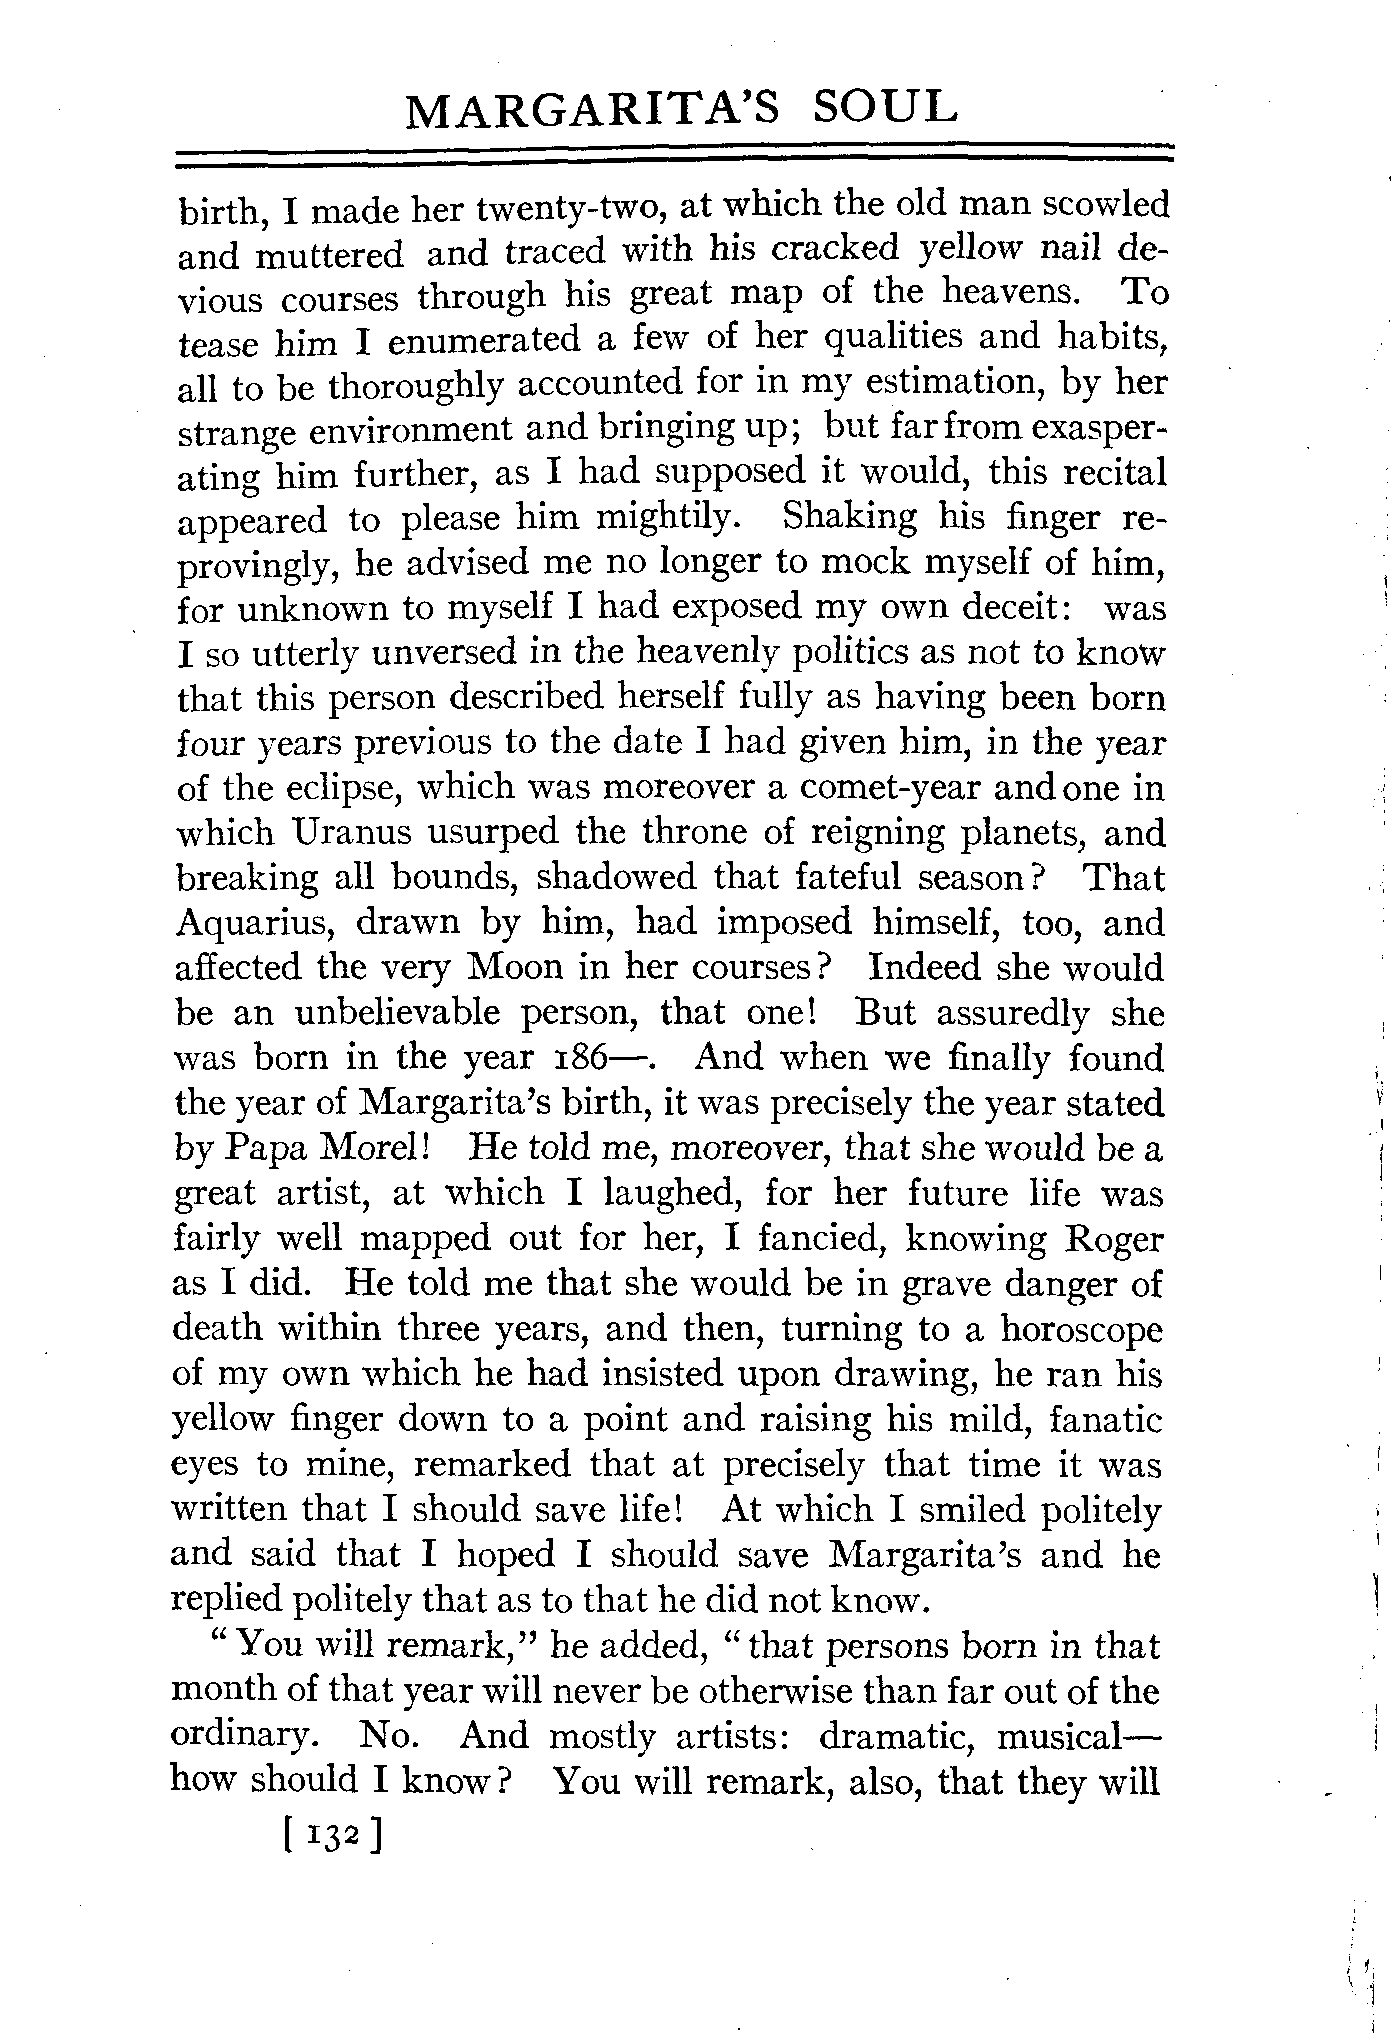 MARGARITA'S SOUL
birth, I made her twenty-two, at which the old man scowled
and muttered and traced with his cracked yellow nail de-
vious courses through his great map of the heavens. To
tease him I enumerated a few of her qualities and habits,
all to be thoroughly accounted for in my estimation, by her
strange environment and bringing up; but far from exasper-
ating him further, as I had supposed it would, this recital
appeared to please him mightily. Shaking his finger re-
provingly, he advised me no longer to mock myself of him,
for unknown to myself I had exposed my own deceit: was
I so utterly unversed in the heavenly politics as not to know
that this person described herself fully as having been born
four years previous to the date I had given him, in the year
of the eclipse, which was moreover a comet-year and one in
which Uranus usurped the throne of reigning planets, and
breaking all bounds, shadowed that fateful season? That
Aquarius, drawn by him, had imposed himself, too, and
affected the very Moon in her courses? Indeed she would
be an unbelievable person, that one! But assuredly she
was born in the year 186—. And when we finally found
the year of Margarita's birth, it was precisely the year stated
by Papa Morel! He told me, moreover, that she would be a
great artist, at which I laughed, for her future life was
fairly well mapped out for her, I fancied, knowing Roger
as I did. He told me that she would be in grave danger of
death within three years, and then, turning to a horoscope
of my own which he had insisted upon drawing, he ran his
yellow finger down to a point and raising his mild, fanatic
eyes to mine, remarked that at precisely that time it was
written that I should save life! At which I smiled politely
and said that I hoped I should save Margarita's and he
replied politely that as to that he did not know.
"You will remark," he added, "that persons born in that
month of that year will never be otherwise than far out of the
ordinary. No. And mostly artists: dramatic, musical—
how should I know? You will remark, also, that they will
[ 132 ]